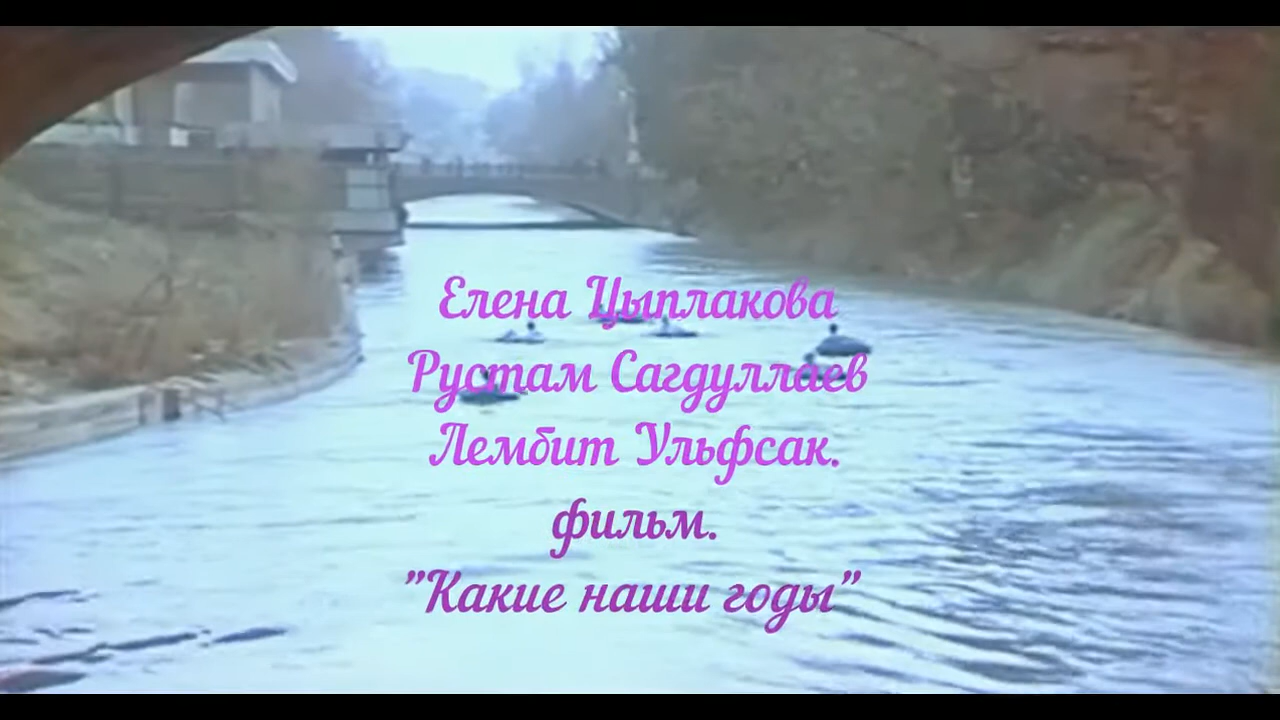 Елена Цыплакова
Рустам Сагдуллаев
Лембит Ульфсак.
фильм.
"Какие наши годы"